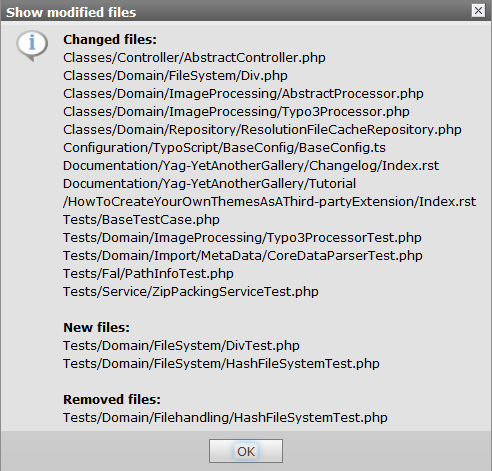 Show modified files
Changed files:
Classes/Controller/AbstractController.php
Classes/Domain/FileSystem/Div.php
Classes/Domain/ImageProcessing/AbstractProcessor.php
Classes/Domain/ImageProcessing/Typo3Processor.php
Classes/Domain/Repository/ResolutionFileCacheRepository.php
Configuration/TypoScript/BaseConfig/BaseConfig.ts
Documentation/Yag-YetAnotherGallery/Changelog/Index.rst
Documentation/Yag-YetAnotherGallery/Tutorial
/HowToCreateYourOwnThemesAsAThird-partyExtension/Index.rst
Tests/BaseTestCase.php
Tests/Domain/ImageProcessing/Typo3ProcessorTest.php
Tests/Domain/Import/MetaData/CoreDataParserTest.php
Tests/Fal/PathInfoTest.php
Tests/Service/ZipPackingServiceTest.php
New files:
Tests/Domain/FileSystem/DivTest.php
Tests/Domain/FileSystem/HashFileSystemTest.php
Removed files:
Tests/Domain/Filehandling/HashFileSystemTest.php
OK